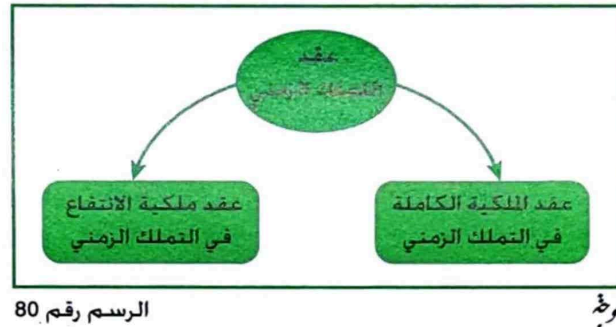 عقد
التملك الزمني
عقد الملكية الكاملة
في التملك الزمني
عقد ملكية الانتفاع
في التملك الزمني
الرسم رقم 80